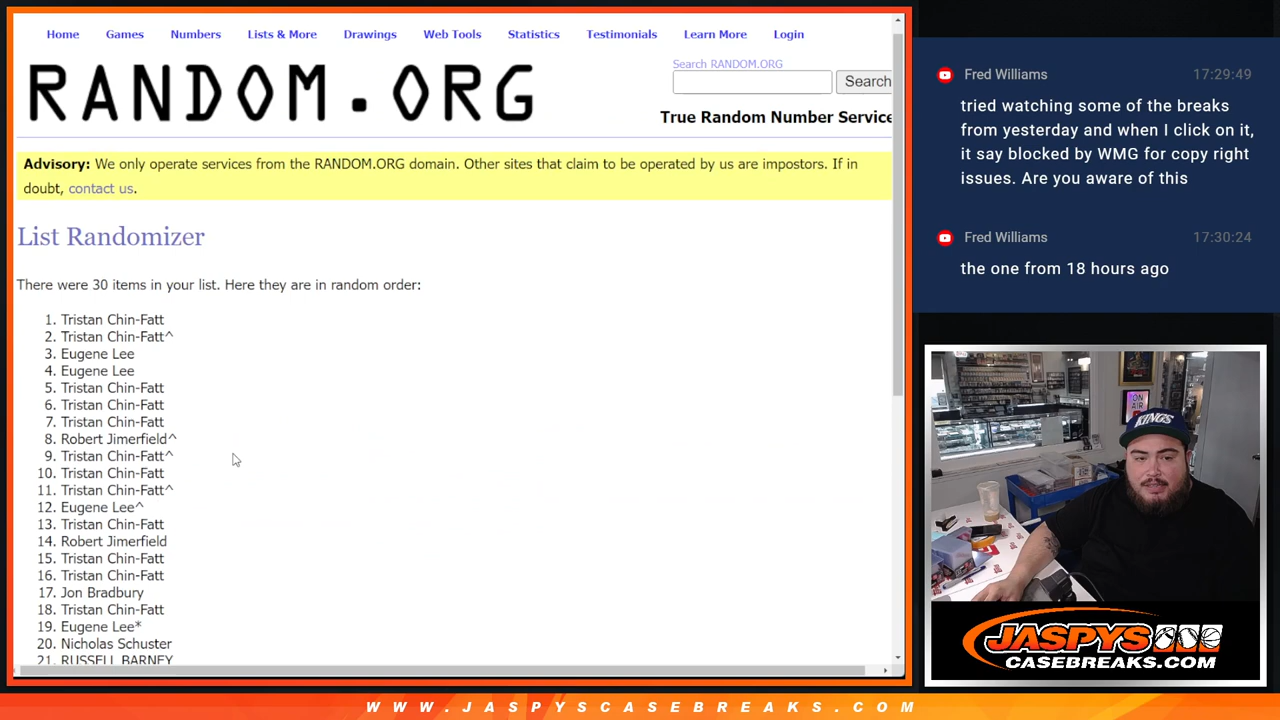 Home Games Numbers Lists & More Drawings Web Tools Statistics Testimonials Learn More Login
RANDOM.ORG
Search RANDOM.ORG
Search
True Random Number Service
Advisory: We only operate services from the RANDOM.ORG domain. Other sites that claim to be operated by us are impostors. If in
doubt, contact us.
List Randomizer
There were 30 items in your list. Here they are in random order:
1. Tristan Chin-Fatt
2. Tristan Chin-Fatt^
3. Eugene Lee
4. Eugene Lee
5. Tristan Chin-Fatt
6. Tristan Chin-Fatt
7. Tristan Chin-Fatt
8. Robert Jimerfield^
9. Tristan Chin-Fatt^
10. Tristan Chin-Fatt
11. Tristan Chin-Fatt^
12. Eugene Lee^
13. Tristan Chin-Fatt
14. Robert Jimerfield
15. Tristan Chin-Fatt
16. Tristan Chin-Fatt
17. Jon Bradbury
18. Tristan Chin-Fatt
19. Eugene Lee*
20. Nicholas Schuster
21. RUSSELL BARNEY
Fred Williams 17:29:49
tried watching some of the breaks
from yesterday and when I click on it,
it say blocked by WMG for copy right
issues. Are you aware of this
Fred Williams 17:30:24
the one from 18 hours ago
ON
AIR
KINGS
JASPYS
CASEBREAKS.COM
WWW.JASPYSCASEBREAKS.COM